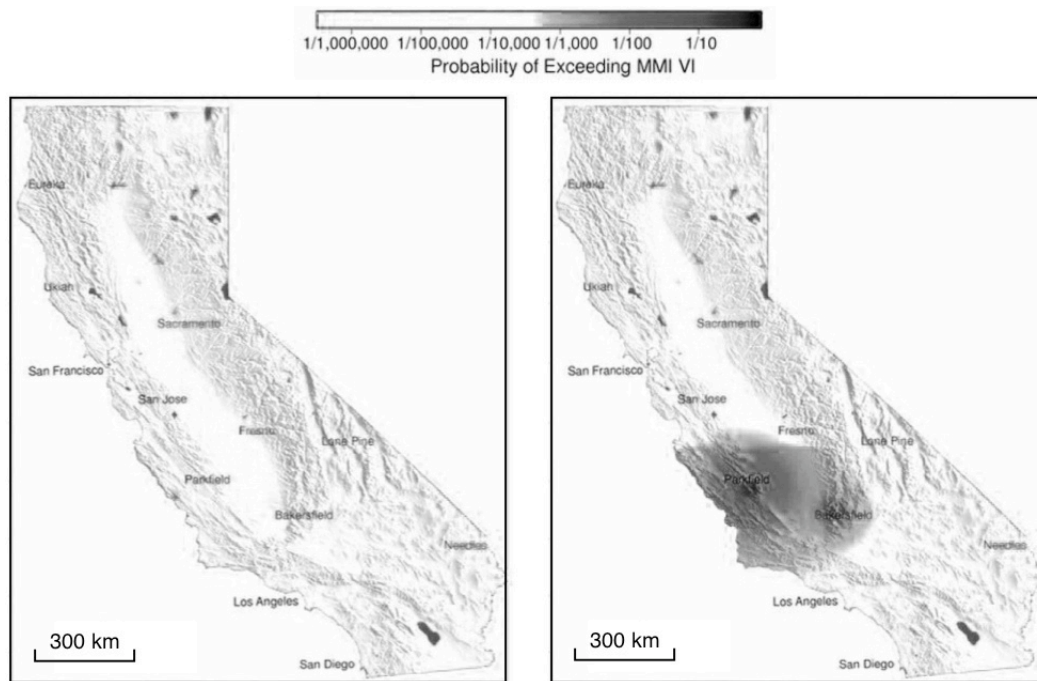 1/1,000,000 1/100,000 1/10,000 1/1,000 1/100 1/10
Probability of Exceeding MMI VI
Eureka
Ukiah
Sacramento
San Francisco
San Jose
Fresno
Lone Pine
Parkfield
Bakersfield
Needles
Los Angeles
300 km
San Diego
Eureka
Ukiah
Sacramento
San Francisco
San Jose
Fresno
Lone Pine
Parkfield
Bakersfield
Needles
Los Angeles
300 km
San Diego